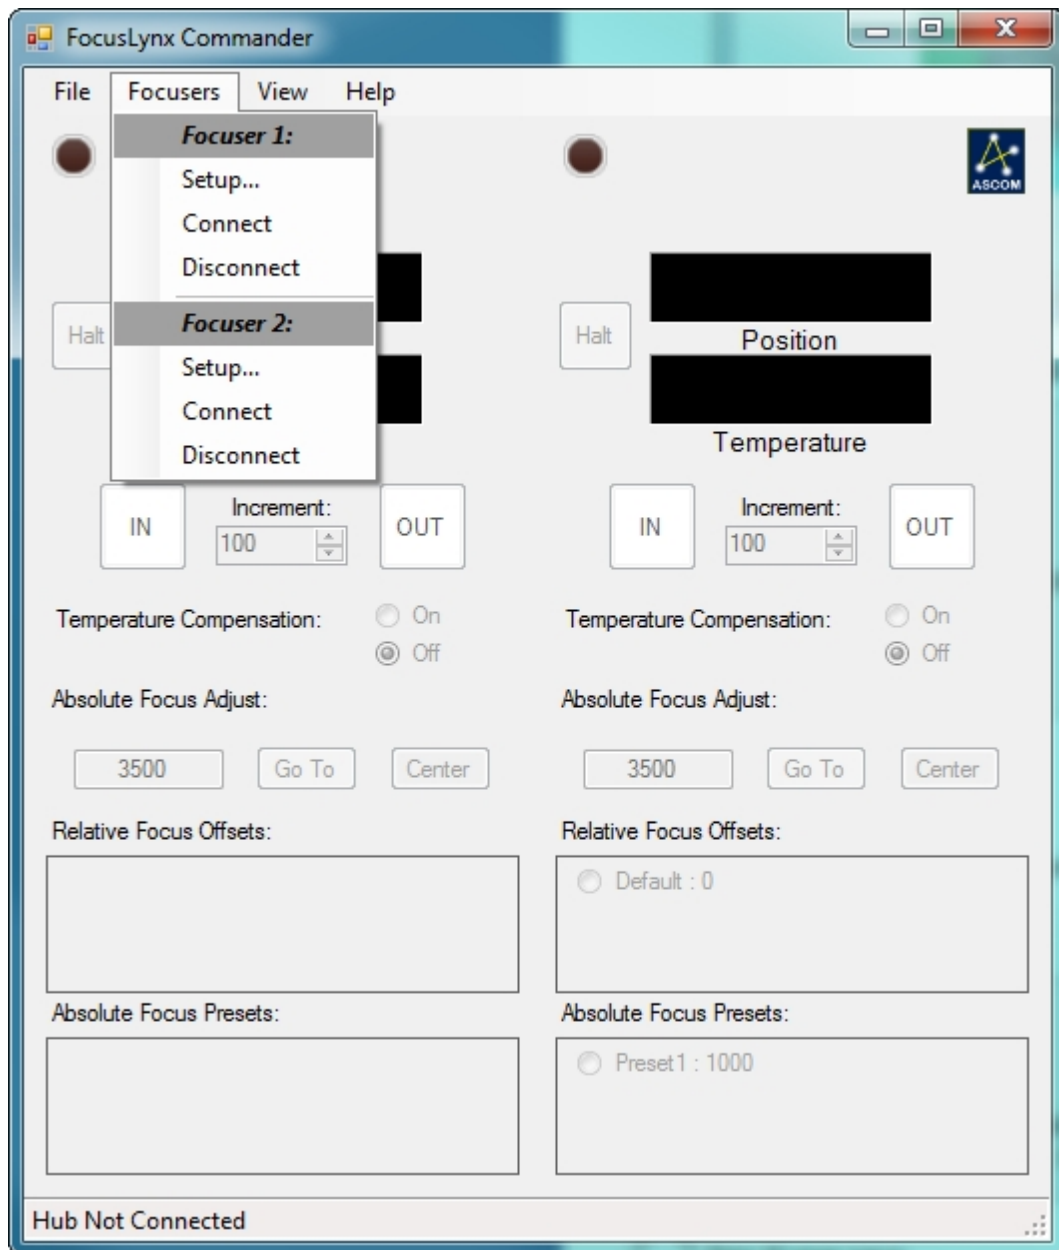 FocusLynx Commander
File Focusers View Help
Focuser 1:
Setup...
Connect
Disconnect
Focuser 2:
Setup...
Connect
Disconnect
ASCOM
Halt
Halt
Position
Temperature
IN Increment: 100 OUT
IN Increment: 100 OUT
Temperature Compensation: On
Off
Temperature Compensation: On
Off
Absolute Focus Adjust:
3500 Go To Center
Absolute Focus Adjust:
3500 Go To Center
Relative Focus Offsets:
Relative Focus Offsets:
Default : 0
Absolute Focus Presets:
Absolute Focus Presets:
Preset1 : 1000
Hub Not Connected